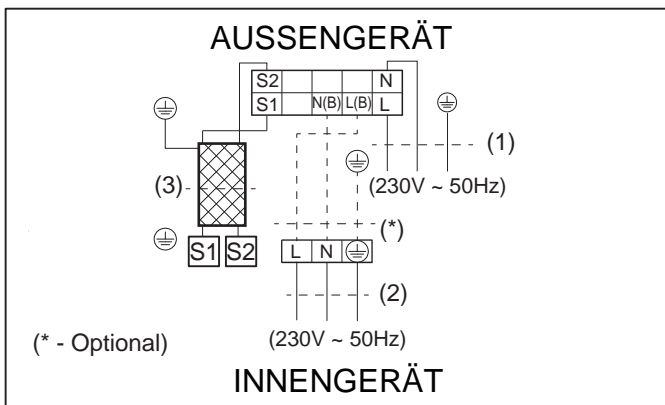 AUSSENGERÄT
S2 N
S1 N(B) L(B) L
(1)
(3) (230V ~ 50Hz)
(*)
S1 S2 L N
(2)
(* - Optional) (230V ~ 50Hz)
INNENGERÄT